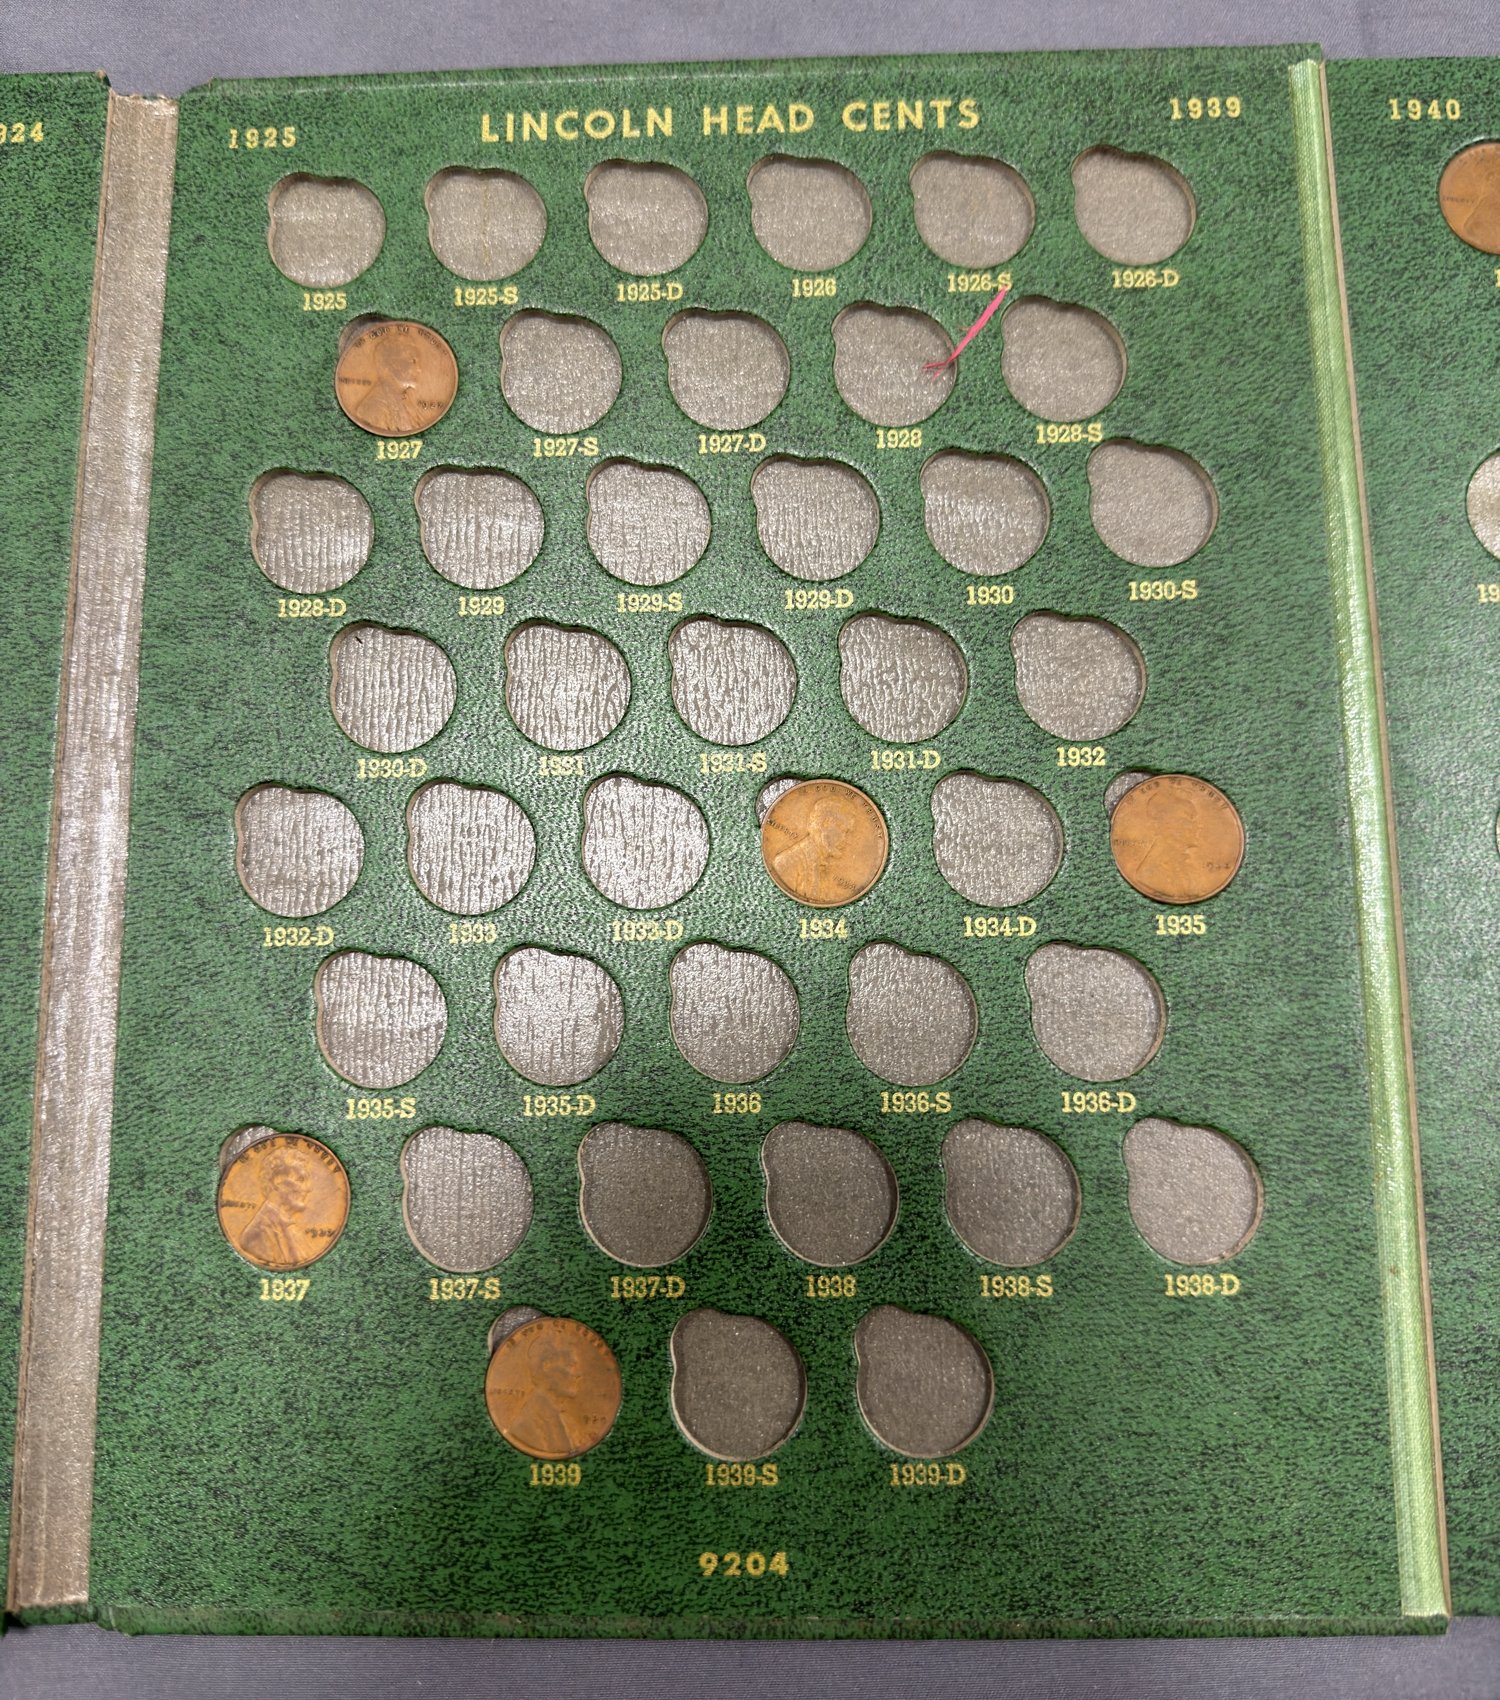 924
1925
LINCOLN HEAD CENTS
1939
1940
1925 1925-S 1925-D 1926 1926-S 1926-D
1927 1927-S 1927-D 1928 1928-S
1928-D 1929 1929-S 1929-D 1930 1930-S
1930-D 1931 1931-S 1931-D 1932
1932-D 1933 1933-D 1934 1934-D 1935
1935-S 1935-D 1936 1936-S 1936-D
1937 1937-S 1937-D 1938 1938-S 1938-D
1939 1939-S 1939-D
9204